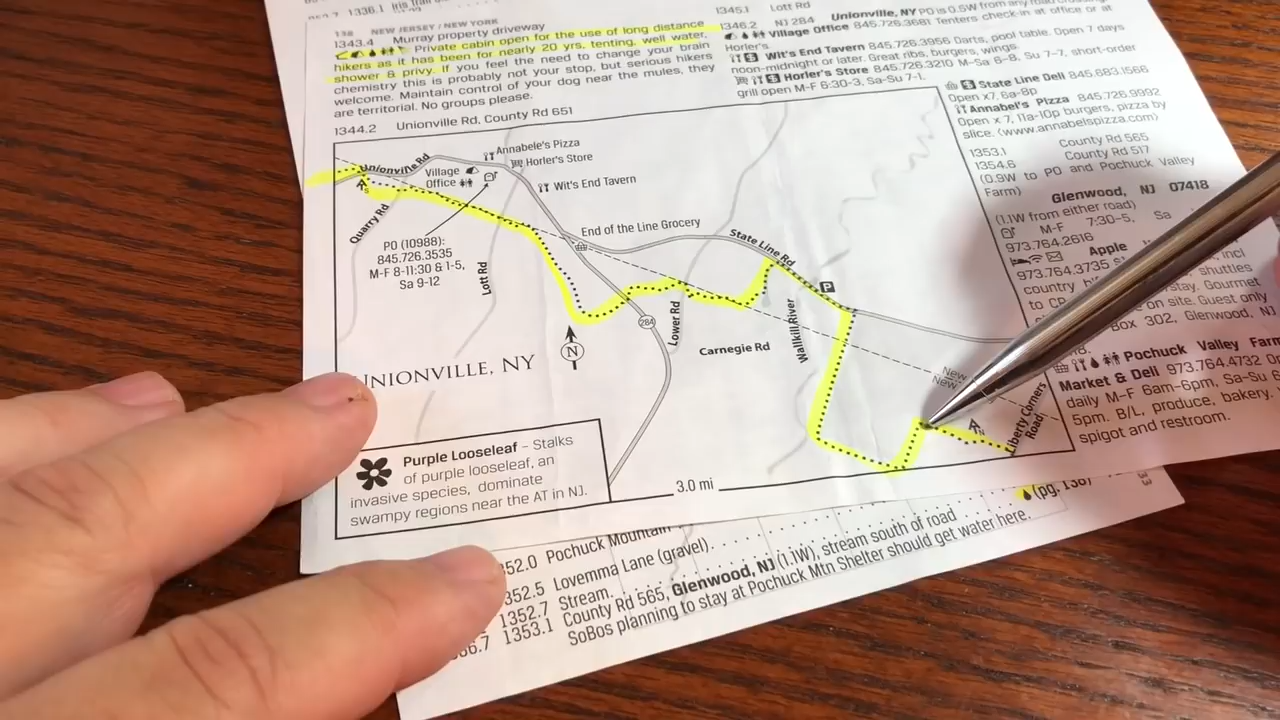 1336.1 Iris Trail
138 NEW JERSEY / NEW YORK
1343.4 Murray property driveway
Private cabin open for the use of long distance
hikers as it has been for nearly 20 yrs, tenting, well water,
shower & privy. If you feel the need to change your brain
chemistry this is probably not your stop, but serious hikers
welcome. Maintain control of your dog near the mules, they
are territorial. No groups please.
1344.2 Unionville Rd, County Rd 651
1345.1 Lott Rd
1346.2 NJ 284
Unionville, NY PO is 0.5W from any road crossing.
Village Office 845.726.3681 Tenters check-in at office or at
Horler's.
Wit's End Tavern 845.726.3956 Darts, pool table. Open 7 days
noon-midnight or later. Great ribs, burgers, wings.
Horler's Store 845.726.3210 M-Sa 6-8, Su 7-7, short-order
grill open M-F 6:30-3, Sa-Su 7-1.
State Line Deli 845.683.1566
Open x7, 6a-8p
Annabel's Pizza 845.726.9992
Open x 7, 11a-10p burgers, pizza by
slice. (www.annabelspizza.com)
1353.1 County Rd 565
1354.6 County Rd 517
(0.9W to PO and Pochuck Valley
Farm)
Glenwood, NJ 07418
(1.1W from either road)
M-F 7:30-5, Sa
973.764.2616
Apple
973.764.3735
country
stay. Gourmet
shuttles
to
on site. Guest only
Box 302, Glenwood, NJ
Pochuck Valley Farm
Market & Deli 973.764.4732
daily M-F 6am-6pm, Sa-Su
5pm. B/L, produce, bakery.
spigot and restroom.
Unionville Rd
Village
Office
Annabele's Pizza
Horler's Store
Wit's End Tavern
Quarry Rd
PO (10988):
845.726.3535
M-F 8-11:30 & 1-5,
Sa 9-12
Lott Rd
End of the Line Grocery
State Line Rd
P
284
Lower Rd
Wallkill River
Carnegie Rd
N
New
New
Liberty Corners
Road
UNIONVILLE, NY
Purple Looseleaf – Stalks
of purple looseleaf, an
invasive species, dominate
swampy regions near the AT in NJ.
3.0 mi
(pg. 138)
352.0 Pochuck Mountain
352.5 Lovemma Lane (gravel).
1352.7 Stream.
1353.1 County Rd 565, Glenwood, NJ (1.1W), stream south of road
SoBos planning to stay at Pochuck Mtn Shelter should get water here.